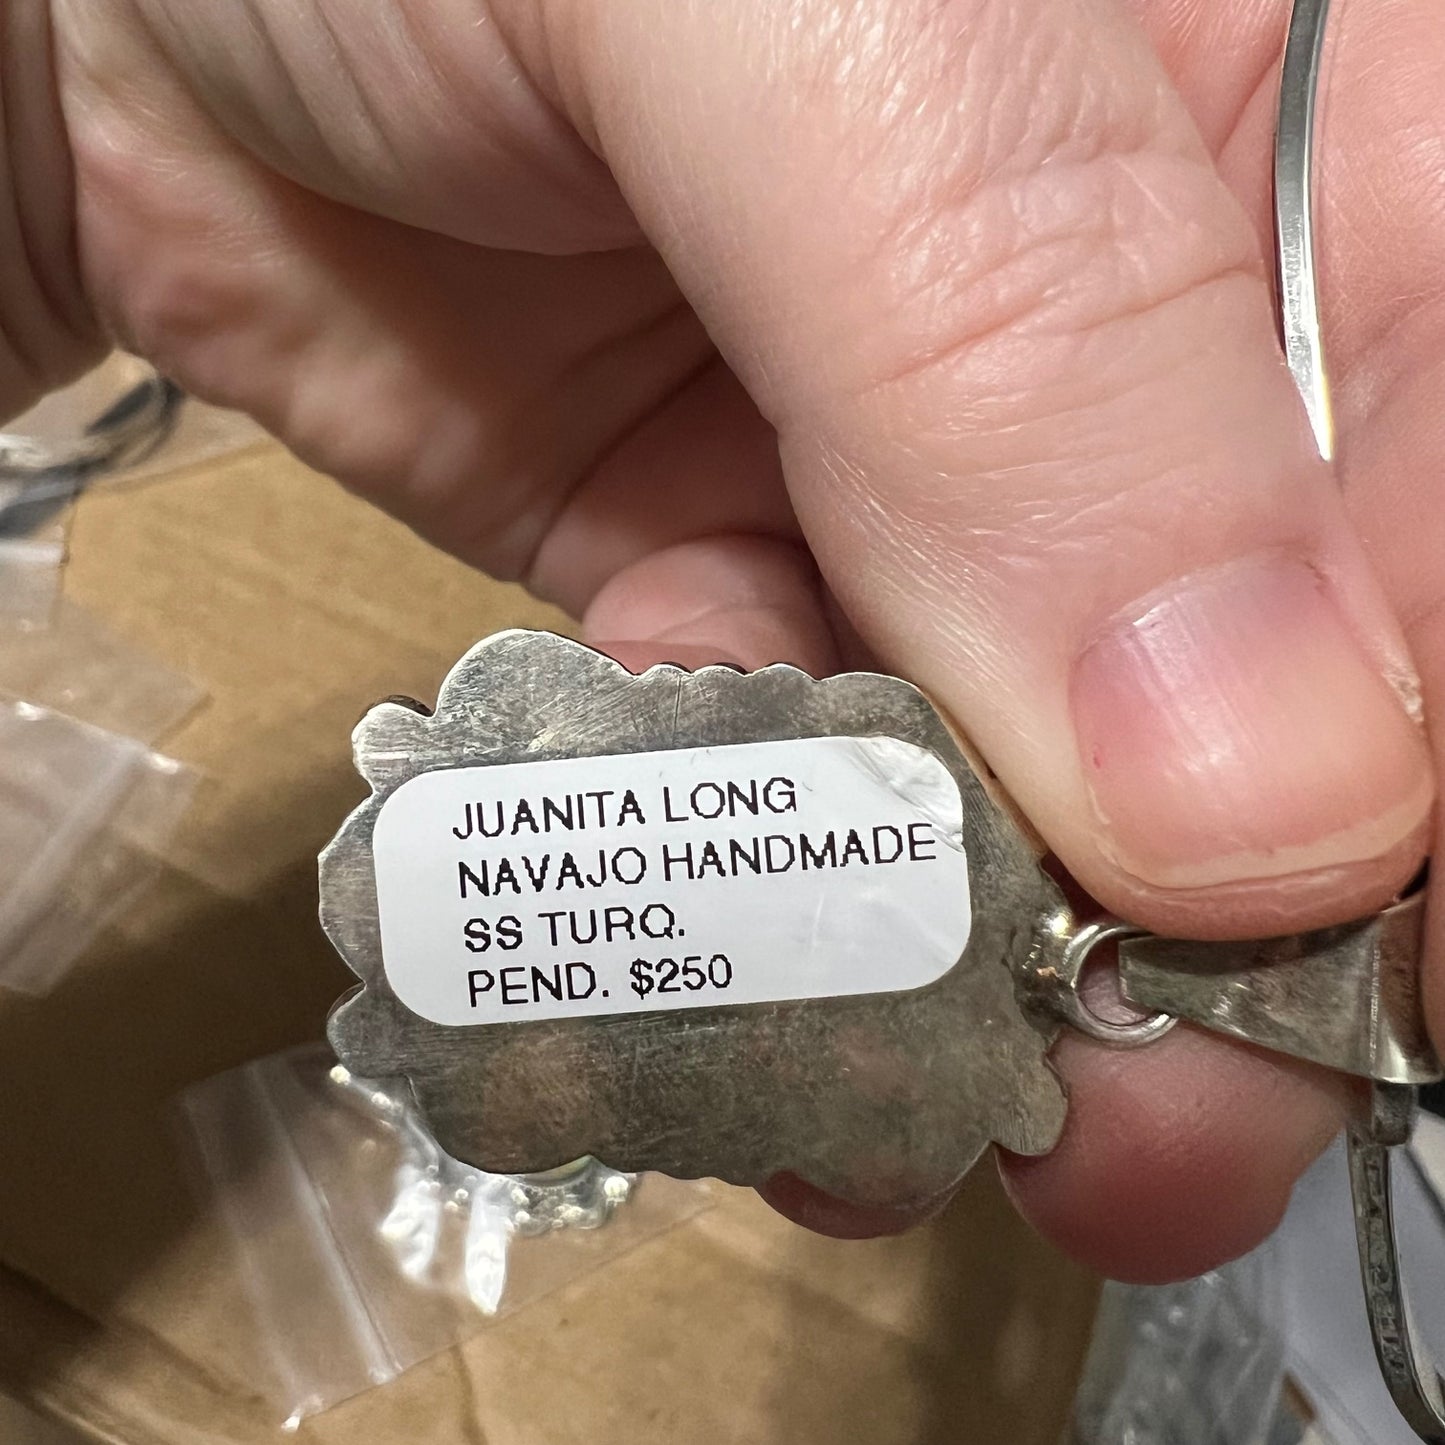 JUANITA LONG
NAVAJO HANDMADE
SS TURQ.
PEND. $250